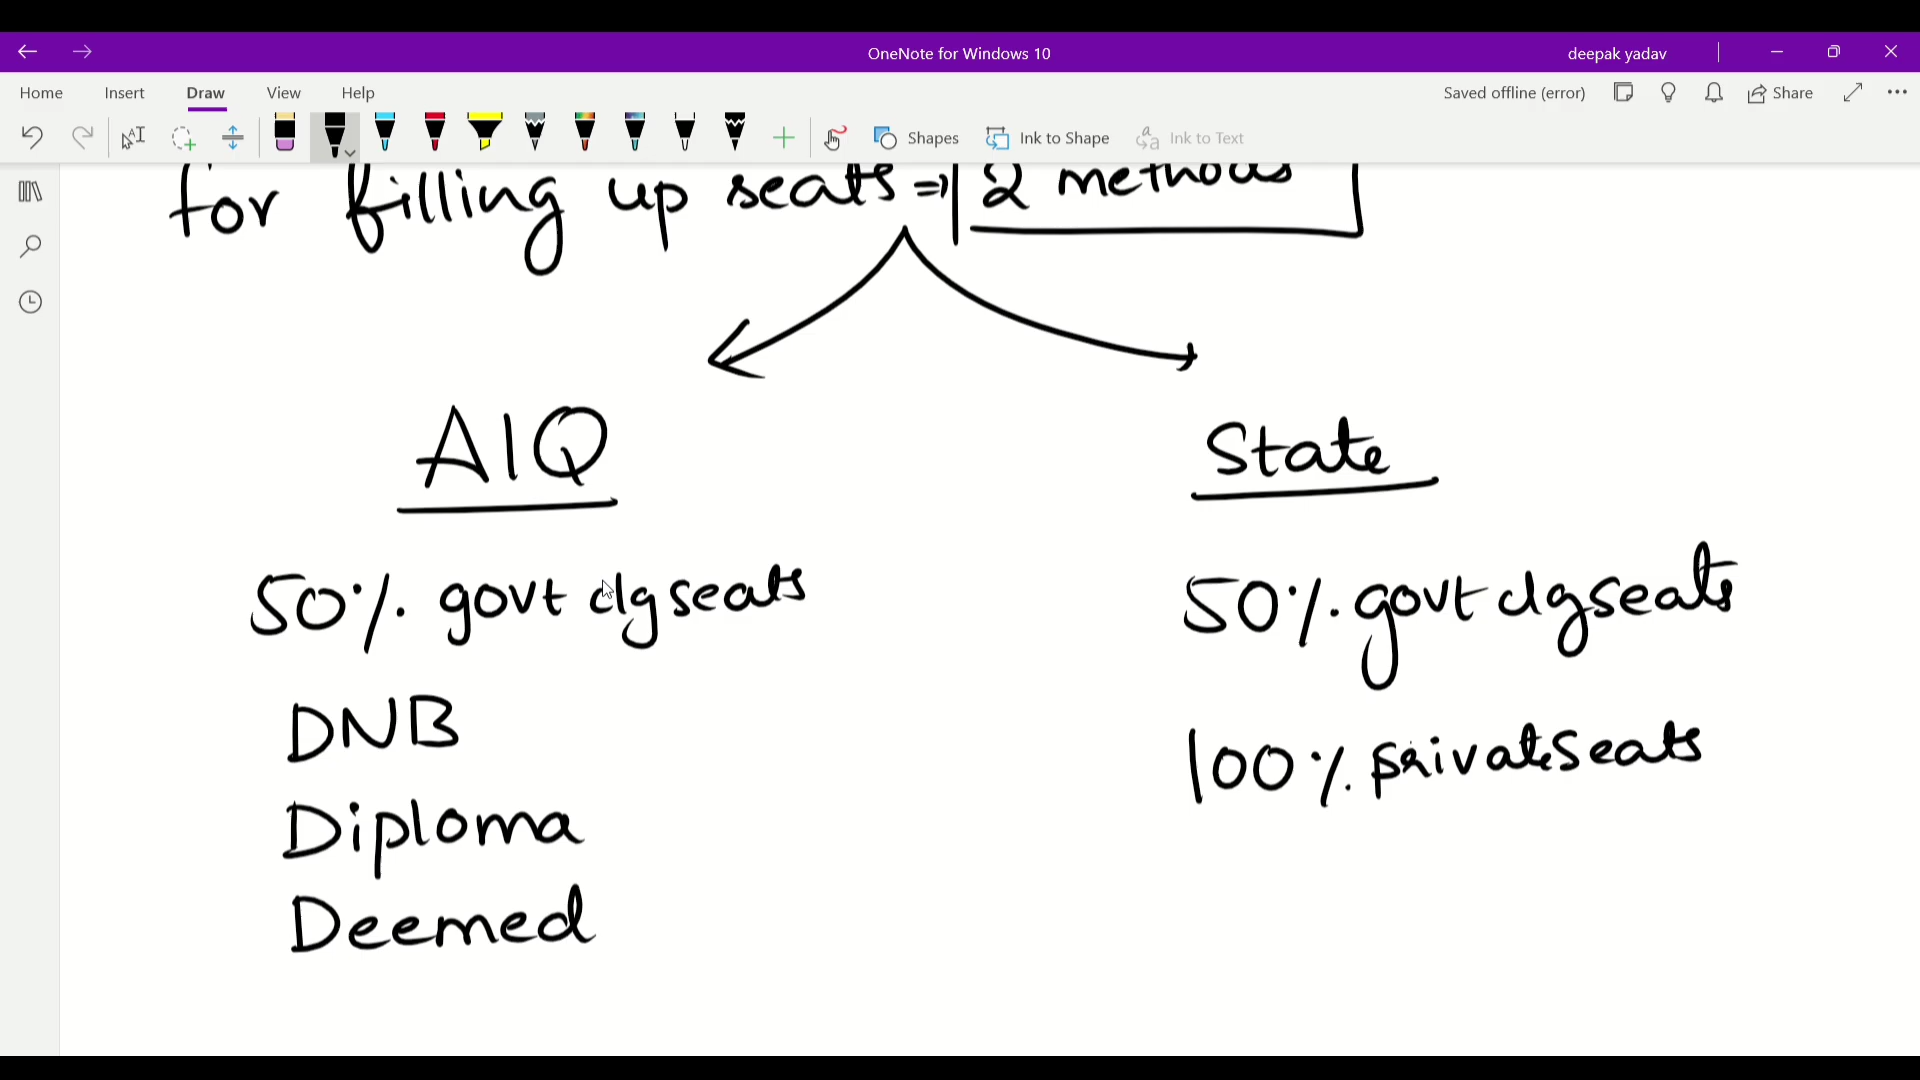 OneNote for Windows 10
deepak yadav
Home Insert Draw View Help
Saved offline (error) Share
Shapes Ink to Shape Ink to Text
for filling up seats ⇒ 2 methods
AIQ State
50% govt clg seats 50% govt clg seats
DNB 100% private seats
Diploma
Deemed